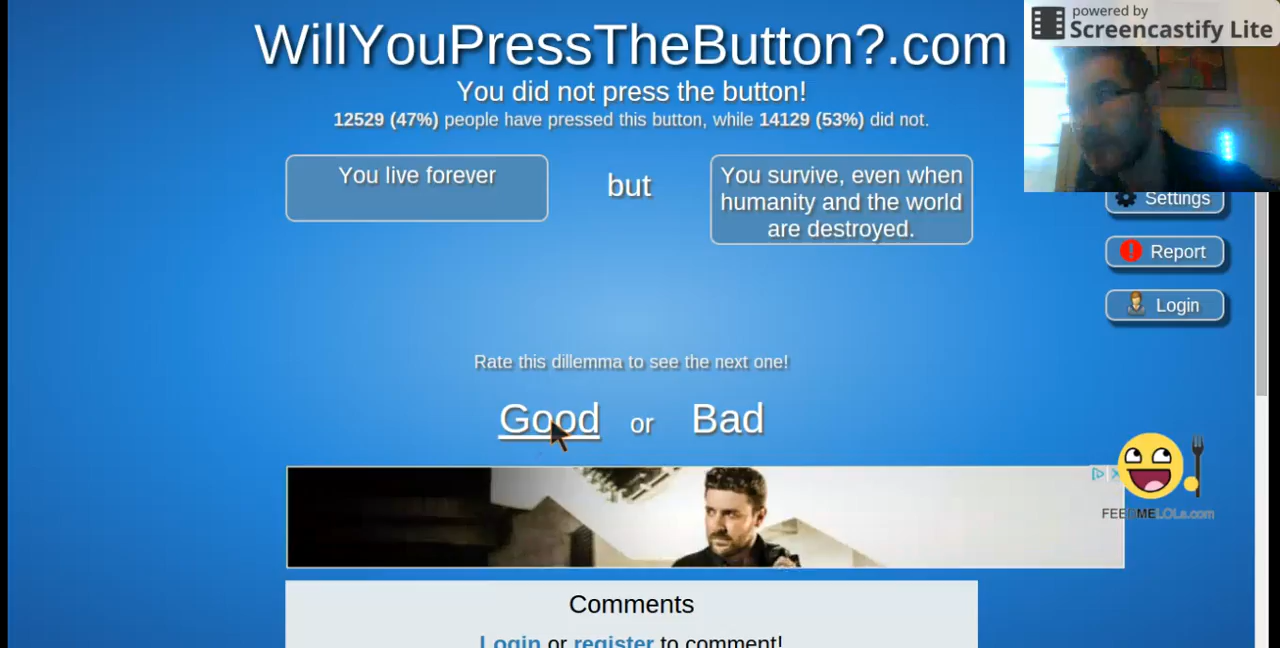 powered by
Screencastify Lite
WillYouPressTheButton?.com
You did not press the button!
12529 (47%) people have pressed this button, while 14129 (53%) did not.
You live forever
but
You survive, even when
humanity and the world
are destroyed.
Settings
Report
Login
Rate this dillemma to see the next one!
Good or Bad
FEEDMELOLs.com
Comments
Login or register to comment!